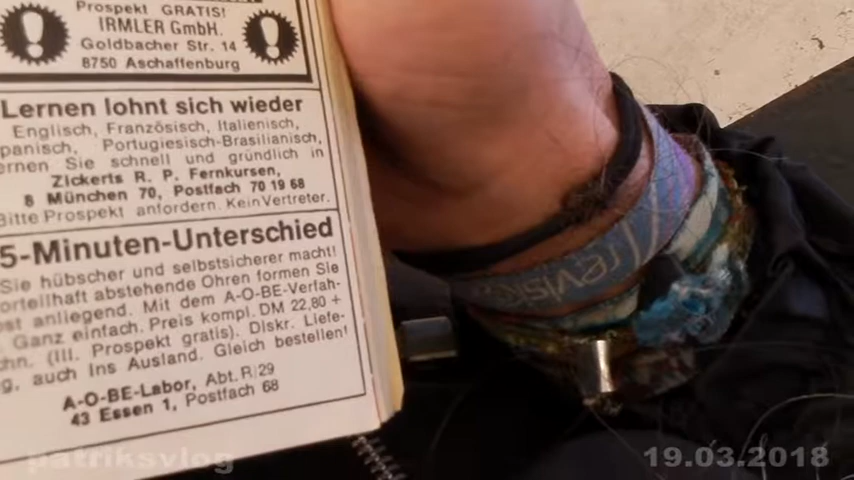 Prospekt GRATIS!
IRMLER GmbH.
Goldbacher Str. 14
8750 Aschaffenburg
Lernen lohnt sich wieder
Englisch, Französisch, Italienisch,
panisch, Portugiesisch-Brasilianisch
ernen Sie schnell und gründlich in
Zickerts R. P. Fernkursen,
8 München 70, Postfach 70 19 68
Bitte Prospekt anfordern. Kein Vertreter.
5-Minuten-Unterschied
Sie hübscher und selbstsicherer macht!
orteilhaft abstehende Ohren formen Sie
st anliegend. Mit dem A-O-BE-Verfah-
Ganz einfach. Preis kompl. DM 22,80 +
chn. (Ill. Prospekt gratis). Diskr. Liefe-
g, auch ins Ausland. Gleich bestellen!
A-O-BE-Labor, Abt. R/29
43 Essen 1, Postfach 68
patriksvlog
19.03.2018